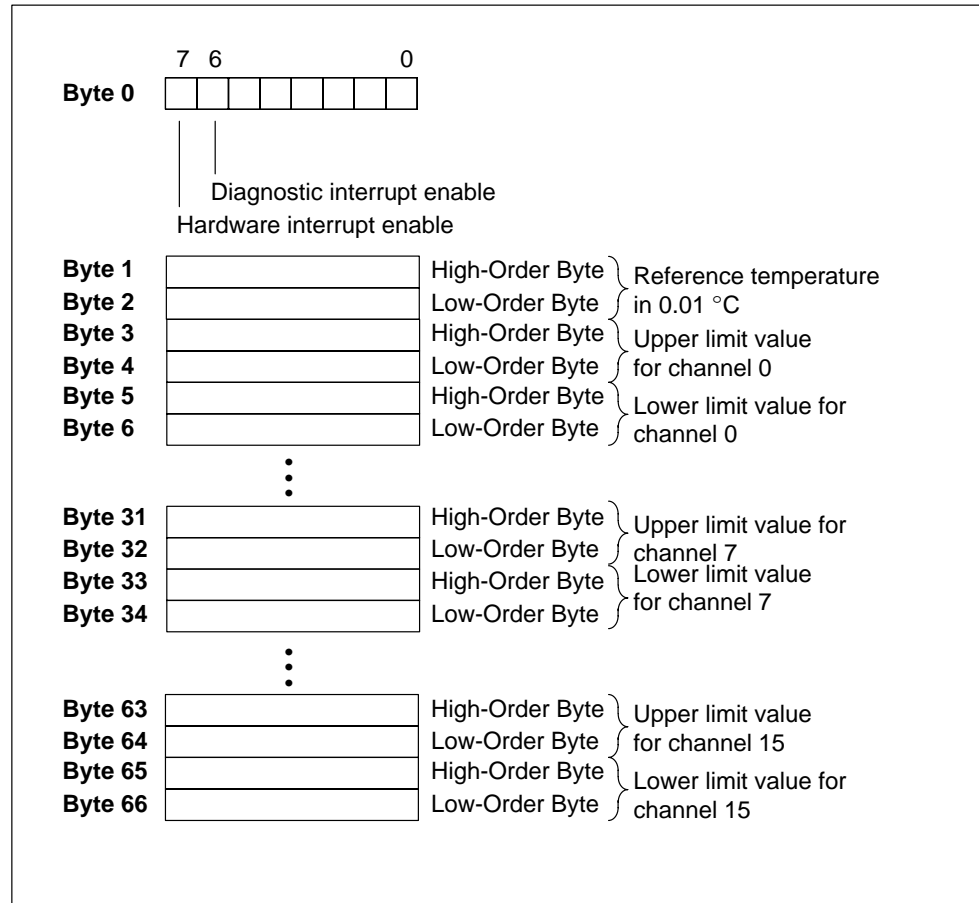 7 6 0
Byte 0
Diagnostic interrupt enable
Hardware interrupt enable
Byte 1 High-Order Byte Reference temperature
Byte 2 Low-Order Byte in 0.01 °C
Byte 3 High-Order Byte Upper limit value
Byte 4 Low-Order Byte for channel 0
Byte 5 High-Order Byte Lower limit value for
Byte 6 Low-Order Byte channel 0
Byte 31 High-Order Byte Upper limit value for
Byte 32 Low-Order Byte channel 7
Byte 33 High-Order Byte Lower limit value
Byte 34 Low-Order Byte for channel 7
Byte 63 High-Order Byte Upper limit value
Byte 64 Low-Order Byte for channel 15
Byte 65 High-Order Byte Lower limit value for
Byte 66 Low-Order Byte channel 15